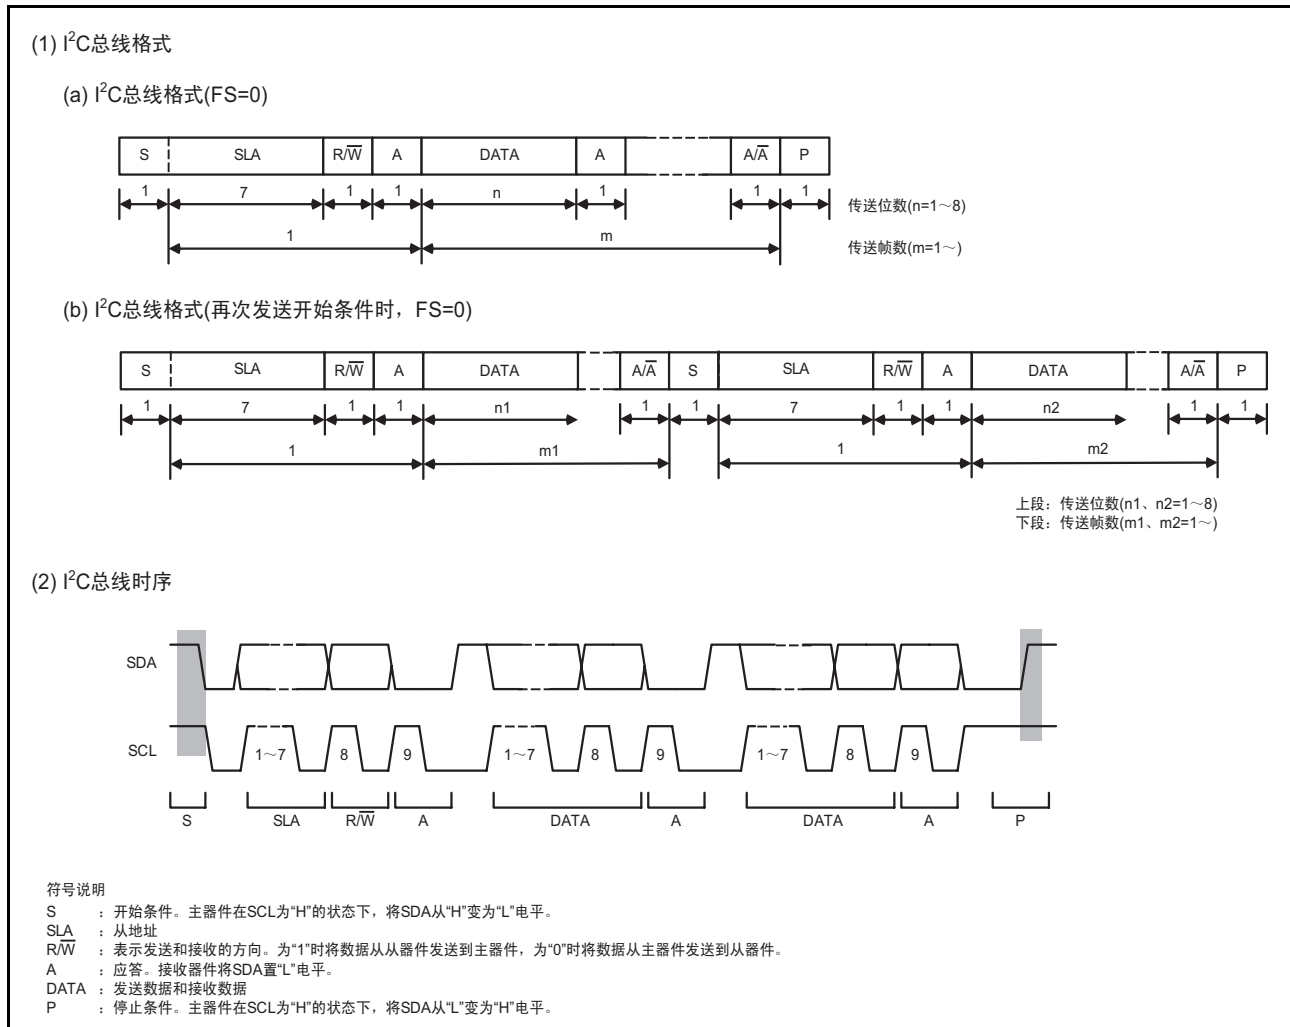 (1) I²C总线格式
(a) I²C总线格式(FS=0)
S SLA R/W̅ A DATA A A/A̅ P
1 7 1 1 n 1 1 1
传送位数(n=1～8)
1 m
传送帧数(m=1～)
(b) I²C总线格式(再次发送开始条件时，FS=0)
S SLA R/W̅ A DATA A/A̅ S SLA R/W̅ A DATA A/A̅ P
1 7 1 1 n1 1 1 7 1 1 n2 1 1
1 m1 1 m2
上段：传送位数(n1、n2=1～8)
下段：传送帧数(m1、m2=1～)
(2) I²C总线时序
SDA
SCL 1～7 8 9 1～7 8 9 1～7 8 9
S SLA R/W̅ A DATA A DATA A P
符号说明
S ：开始条件。主器件在SCL为“H”的状态下，将SDA从“H”变为“L”电平。
SLA ：从地址
R/W̅ ：表示发送和接收的方向。为“1”时将数据从从器件发送到主器件，为“0”时将数据从主器件发送到从器件。
A ：应答。接收器件将SDA置“L”电平。
DATA ：发送数据和接收数据
P ：停止条件。主器件在SCL为“H”的状态下，将SDA从“L”变为“H”电平。